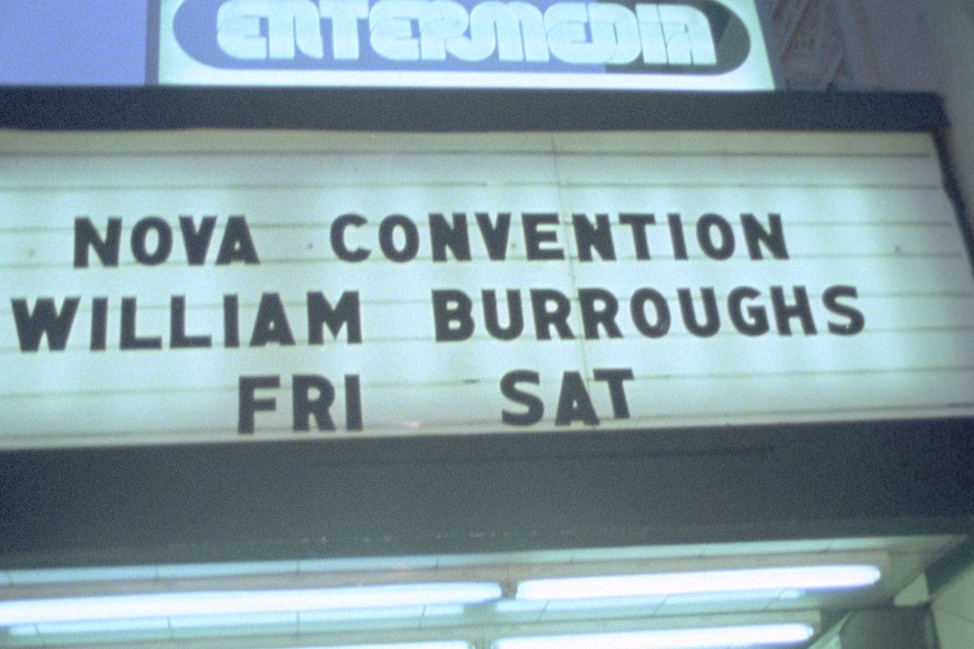 ENTERMEDIA
NOVA CONVENTION
WILLIAM BURROUGHS
FRI SAT